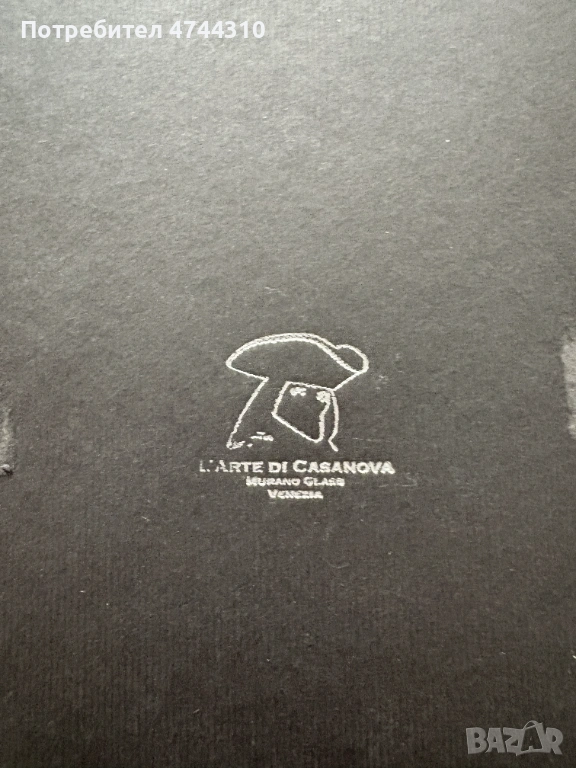 Потребител 4744310
L'ARTE DI CASANOVA
MURANO GLASS
VENEZIA
BAZAR